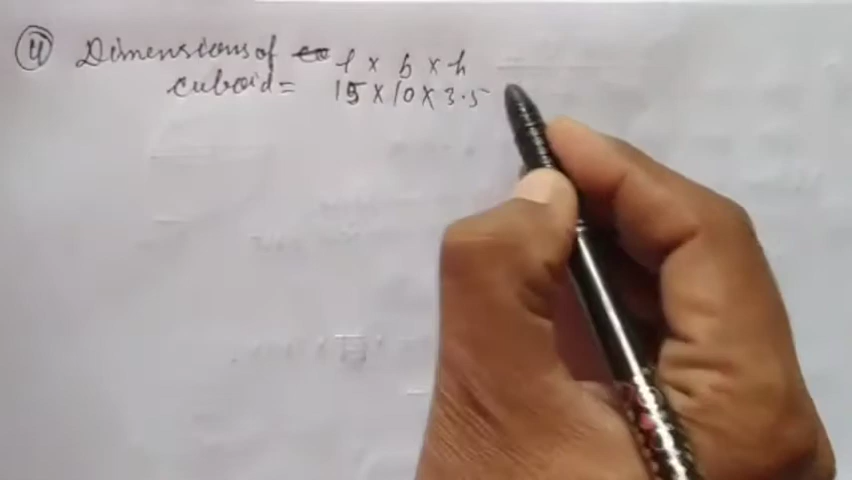 4 Dimensions of l × b × h
cuboid = 15 × 10 × 3.5